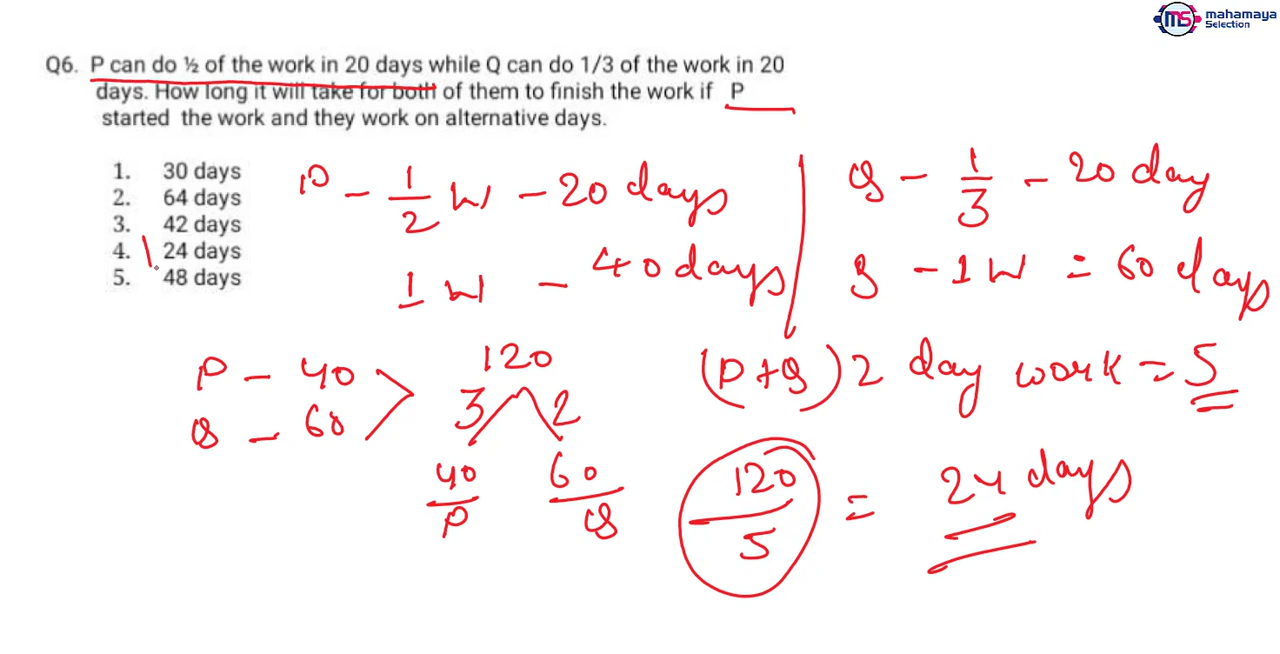 mahamaya
Selection
Q6. P can do ½ of the work in 20 days while Q can do 1/3 of the work in 20
days. How long it will take for both of them to finish the work if P
started the work and they work on alternative days.
1. 30 days
2. 64 days
3. 42 days
4. 24 days
5. 48 days
P - 1/2 W - 20 days
Q - 1/3 - 20 day
1 W - 40 days
Q - 1 W = 60 days
P - 40
Q - 60
120
3 2
40/P 60/Q
(P+Q) 2 day work = 5
120/5 = 24 days